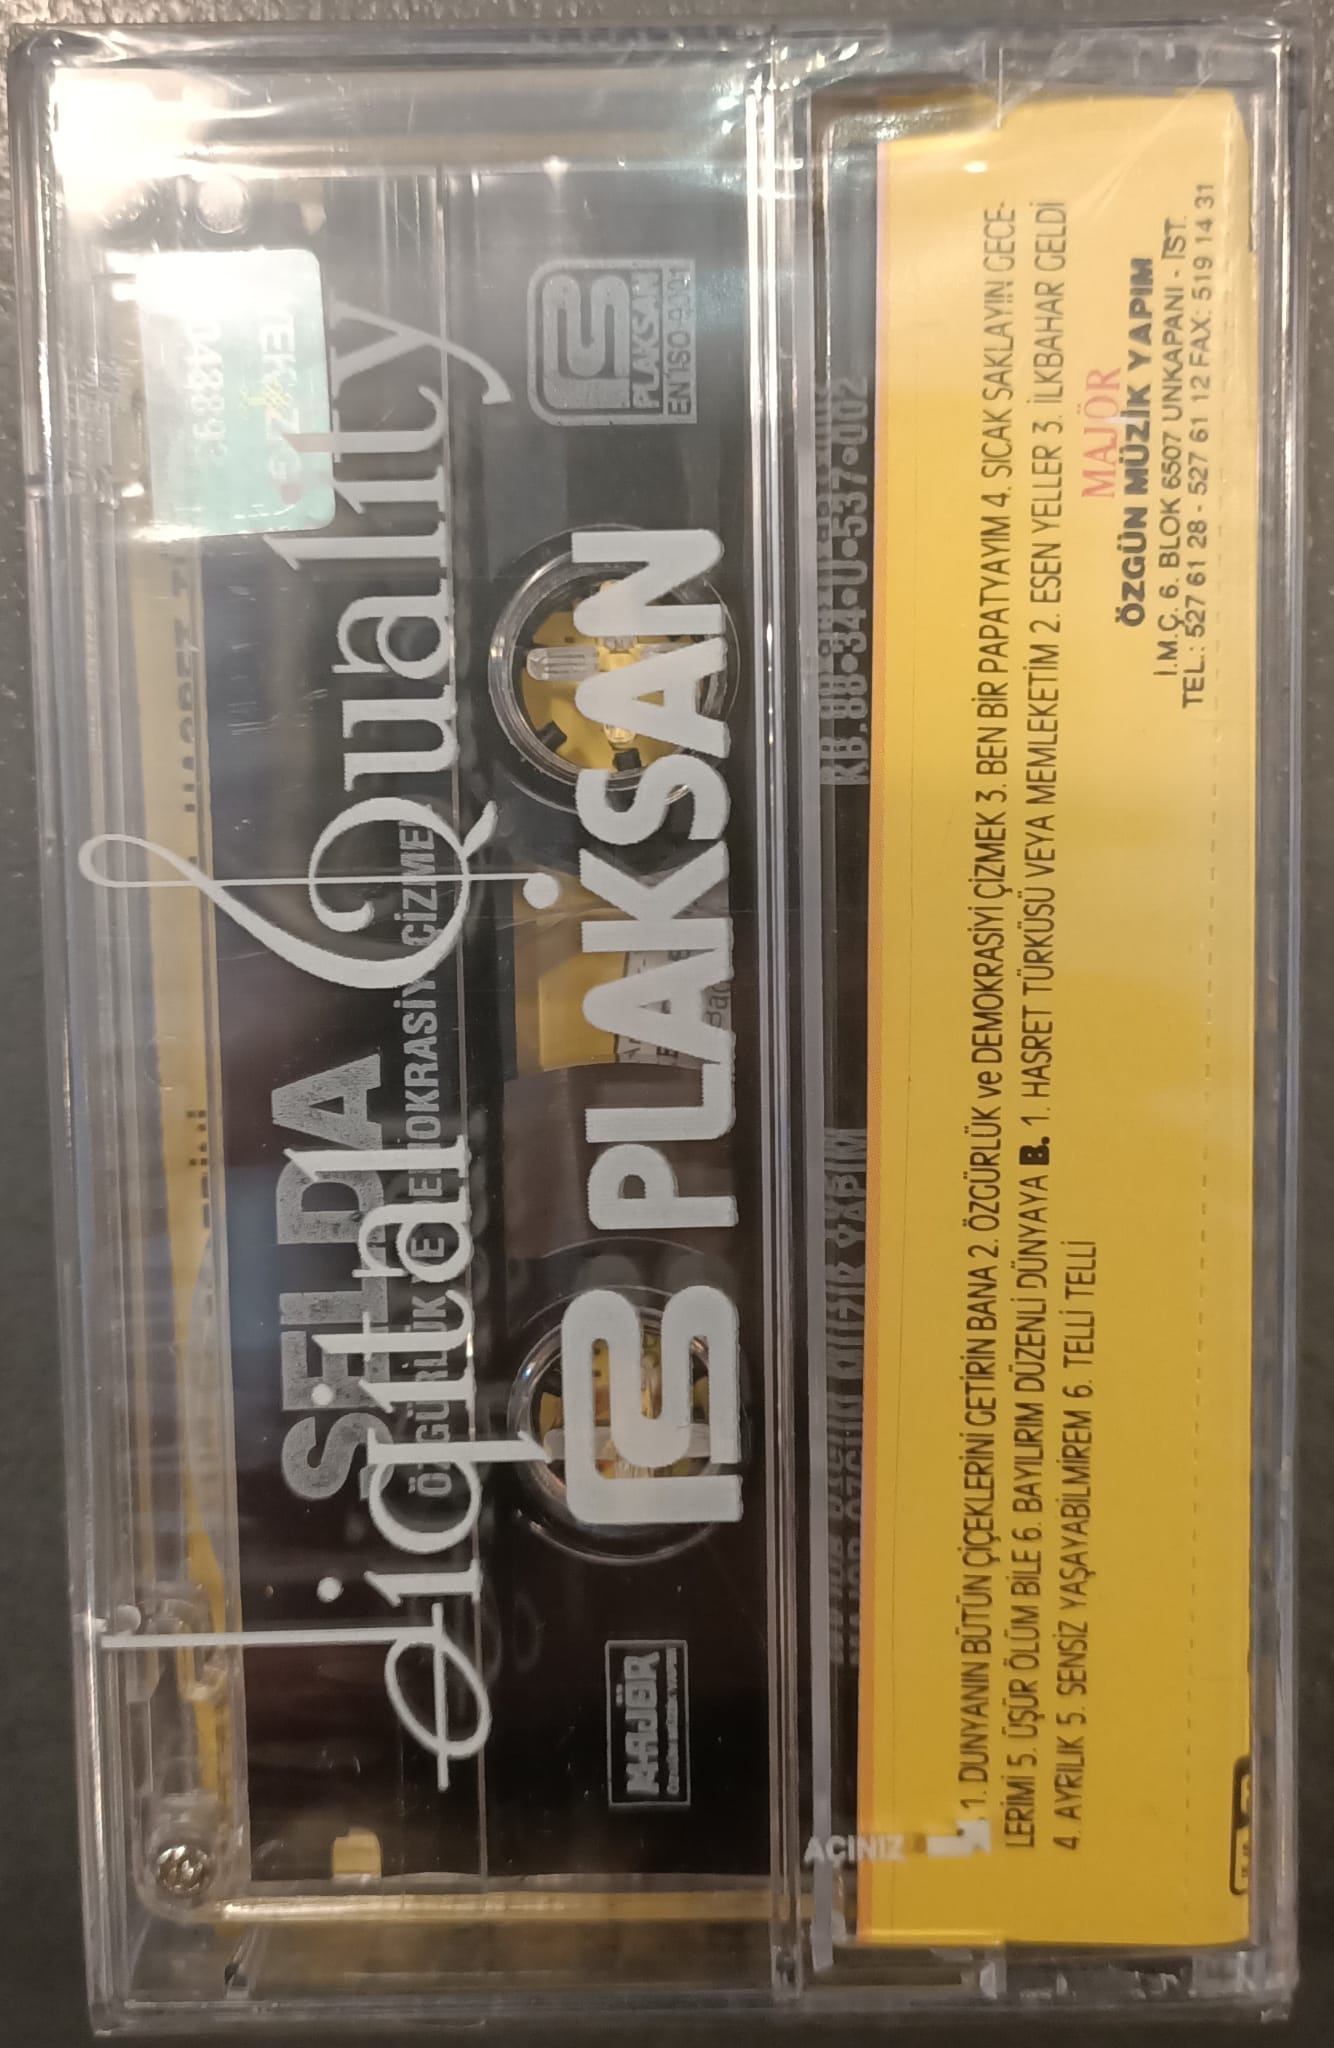 Digital Quality
SELDA
ÖZGÜRLÜK VE DEMOKRASİYİ ÇİZMEK
PLAKSAN
PLAKSAN
EN ISO 9001
MAJÖR
KB.88•34•U•537•002
AÇINIZ
1. DÜNYANIN BÜTÜN ÇİÇEKLERİNİ GETİRİN BANA 2. ÖZGÜRLÜK ve DEMOKRASİYİ ÇİZMEK 3. BEN BİR PAPATYAYIM 4. SICAK SAKLAYIN GECE-
LERİMİ 5. ÜŞÜR ÖLÜM BİLE 6. BAYILIRIM DÜZENLİ DÜNYAYA B. 1. HASRET TÜRKÜSÜ VEYA MEMLEKETİM 2. ESEN YELLER 3. İLKBAHAR GELDİ
4. AYRILIK 5. SENSİZ YAŞAYABİLMİREM 6. TELLİ TELLİ
MAJÖR
ÖZGÜN MÜZİK YAPIM
İ.M.Ç. 6. BLOK 6507 UNKAPANI - İST.
TEL.: 527 61 28 - 527 61 12 FAX: 519 14 31